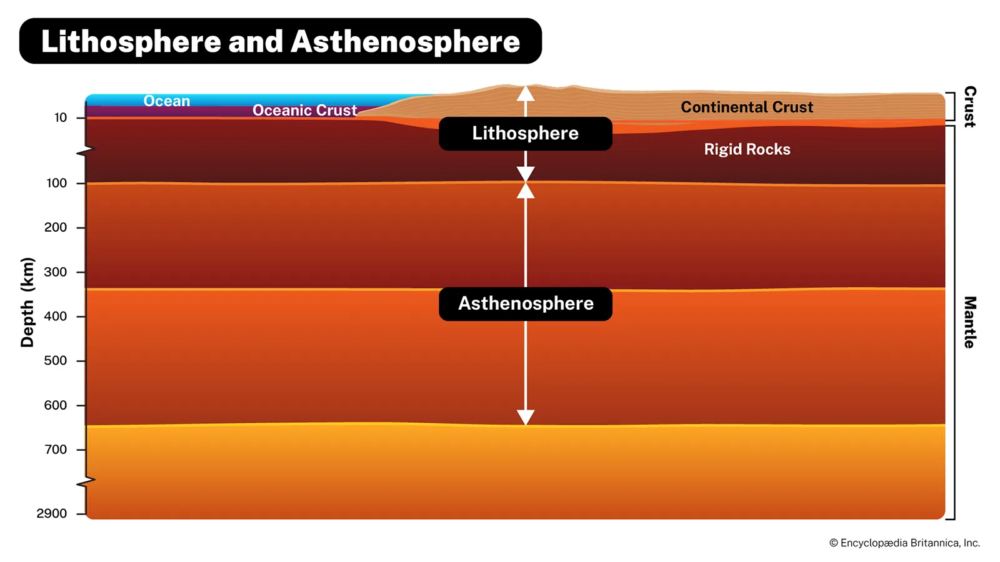 Lithosphere and Asthenosphere
Ocean
Oceanic Crust
Continental Crust
Crust
10
Lithosphere
Rigid Rocks
100
200
300
Depth (km)
400
Asthenosphere
Mantle
500
600
700
2900
© Encyclopædia Britannica, Inc.